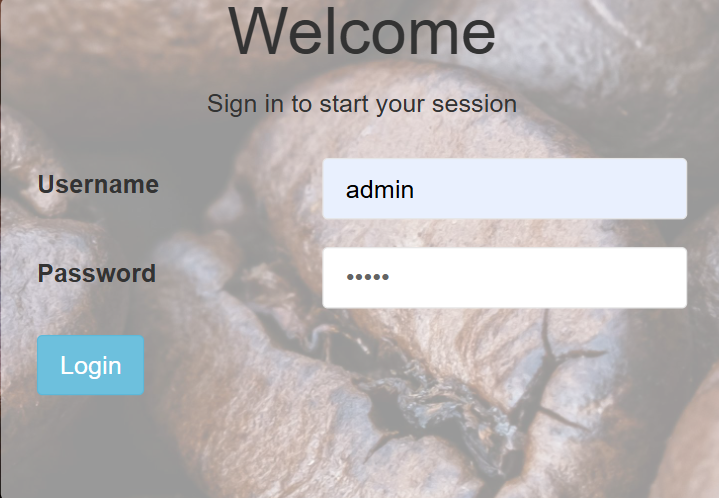 Welcome
Sign in to start your session
Username
admin
Password
•••••
Login